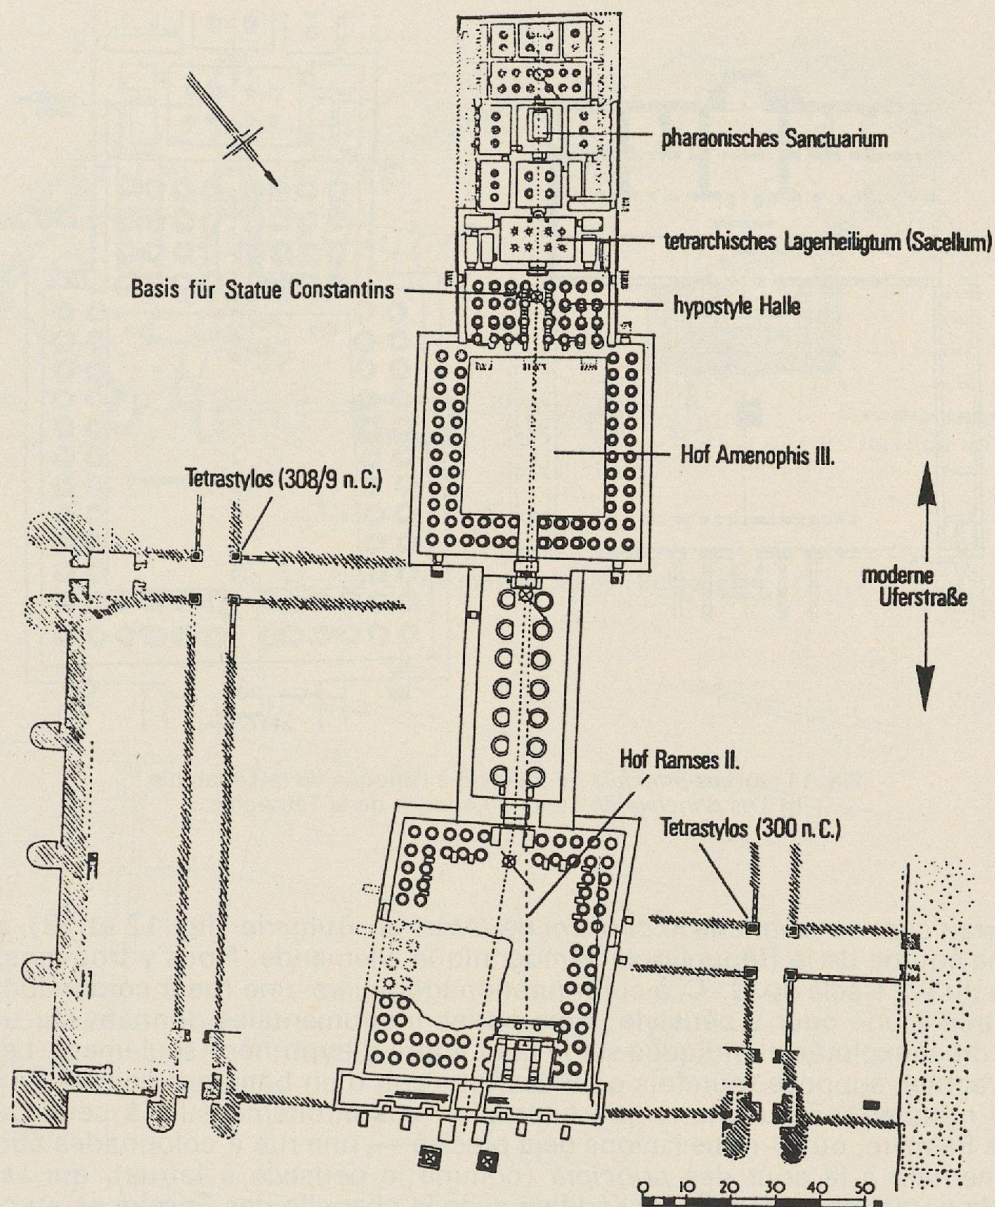 pharaonisches Sanctuarium
tetrarchisches Lagerheiligtum (Sacellum)
Basis für Statue Constantins
hypostyle Halle
Hof Amenophis III.
Tetrastylos (308/9 n.C.)
moderne
Uferstraße
Hof Ramses II.
Tetrastylos (300 n.C.)
0 10 20 30 40 50